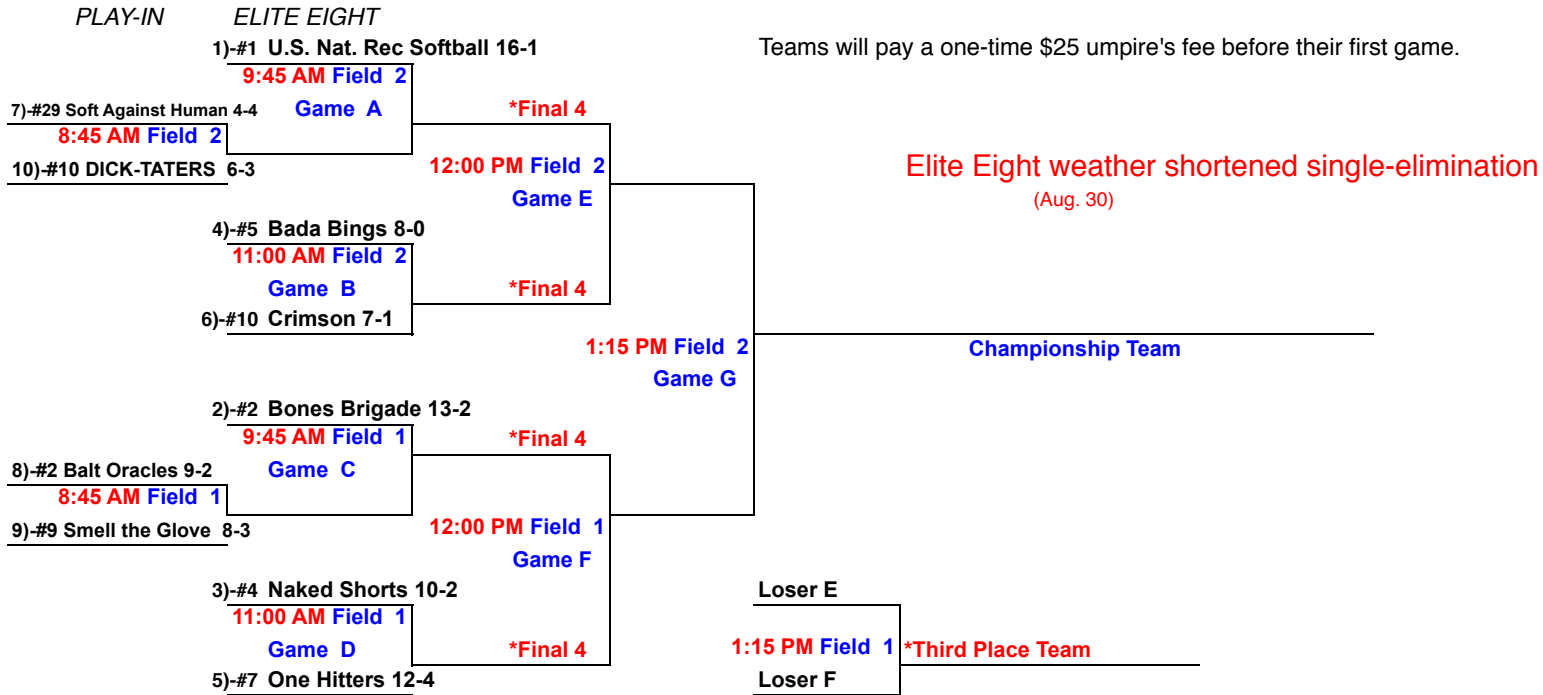 PLAY-IN ELITE EIGHT
1)-#1 U.S. Nat. Rec Softball 16-1
Teams will pay a one-time $25 umpire's fee before their first game.
9:45 AM Field 2
7)-#29 Soft Against Human 4-4
Game A
*Final 4
8:45 AM Field 2
10)-#10 DICK-TATERS 6-3
12:00 PM Field 2
Elite Eight weather shortened single-elimination
Game E
(Aug. 30)
4)-#5 Bada Bings 8-0
11:00 AM Field 2
Game B
*Final 4
6)-#10 Crimson 7-1
1:15 PM Field 2
Championship Team
Game G
2)-#2 Bones Brigade 13-2
9:45 AM Field 1
*Final 4
8)-#2 Balt Oracles 9-2
Game C
8:45 AM Field 1
9)-#9 Smell the Glove 8-3
12:00 PM Field 1
Game F
3)-#4 Naked Shorts 10-2
Loser E
11:00 AM Field 1
Game D
*Final 4
1:15 PM Field 1
*Third Place Team
5)-#7 One Hitters 12-4
Loser F